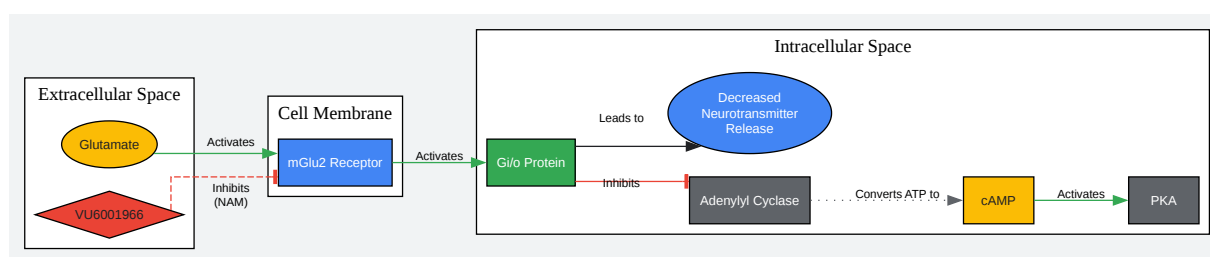 Extracellular Space
Glutamate
VU6001966
Activates
Inhibits
(NAM)
Cell Membrane
mGlu2 Receptor
Activates
Intracellular Space
Gi/o Protein
Leads to
Decreased
Neurotransmitter
Release
Inhibits
Adenylyl Cyclase
Converts ATP to
cAMP
Activates
PKA